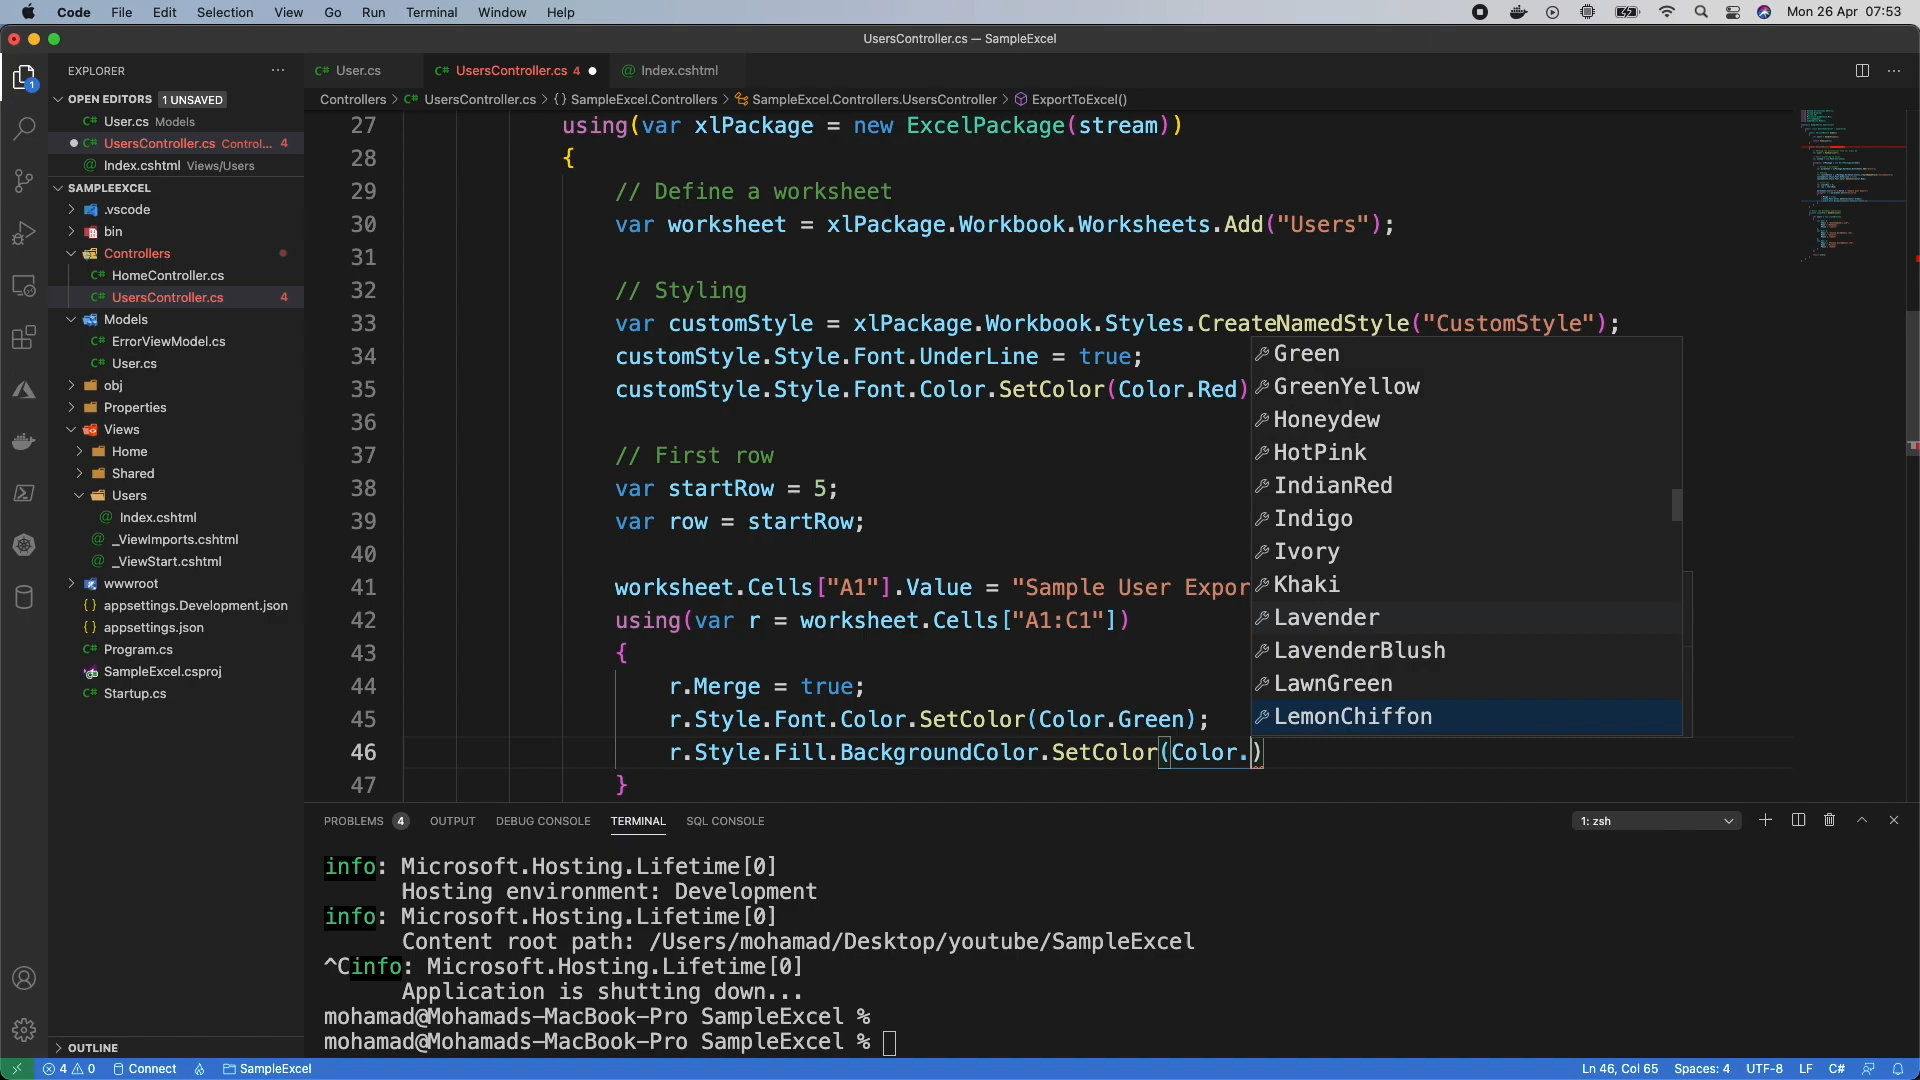 Code File Edit Selection View Go Run Terminal Window Help Mon 26 Apr 07:53
UsersController.cs — SampleExcel
EXPLORER
OPEN EDITORS 1 UNSAVED
User.cs Models
UsersController.cs Control... 4
Index.cshtml Views/Users
SAMPLEEXCEL
.vscode
bin
Controllers
HomeController.cs
UsersController.cs 4
Models
ErrorViewModel.cs
User.cs
obj
Properties
Views
Home
Shared
Users
Index.cshtml
_ViewImports.cshtml
_ViewStart.cshtml
wwwroot
appsettings.Development.json
appsettings.json
Program.cs
SampleExcel.csproj
Startup.cs
OUTLINE
User.cs UsersController.cs 4 Index.cshtml
Controllers > UsersController.cs > {} SampleExcel.Controllers > SampleExcel.Controllers.UsersController > ExportToExcel()
27 using(var xlPackage = new ExcelPackage(stream))
28 {
29 // Define a worksheet
30 var worksheet = xlPackage.Workbook.Worksheets.Add("Users");
31
32 // Styling
33 var customStyle = xlPackage.Workbook.Styles.CreateNamedStyle("CustomStyle");
34 customStyle.Style.Font.UnderLine = true;
35 customStyle.Style.Font.Color.SetColor(Color.Red)
36
37 // First row
38 var startRow = 5;
39 var row = startRow;
40
41 worksheet.Cells["A1"].Value = "Sample User Expor
42 using(var r = worksheet.Cells["A1:C1"])
43 {
44 r.Merge = true;
45 r.Style.Font.Color.SetColor(Color.Green);
46 r.Style.Fill.BackgroundColor.SetColor(Color.)
47 }
Green
GreenYellow
Honeydew
HotPink
IndianRed
Indigo
Ivory
Khaki
Lavender
LavenderBlush
LawnGreen
LemonChiffon
PROBLEMS 4 OUTPUT DEBUG CONSOLE TERMINAL SQL CONSOLE 1: zsh
info: Microsoft.Hosting.Lifetime[0]
Hosting environment: Development
info: Microsoft.Hosting.Lifetime[0]
Content root path: /Users/mohamad/Desktop/youtube/SampleExcel
^Cinfo: Microsoft.Hosting.Lifetime[0]
Application is shutting down...
mohamad@Mohamads-MacBook-Pro SampleExcel %
mohamad@Mohamads-MacBook-Pro SampleExcel %
4 0 Connect SampleExcel Ln 46, Col 65 Spaces: 4 UTF-8 LF C#